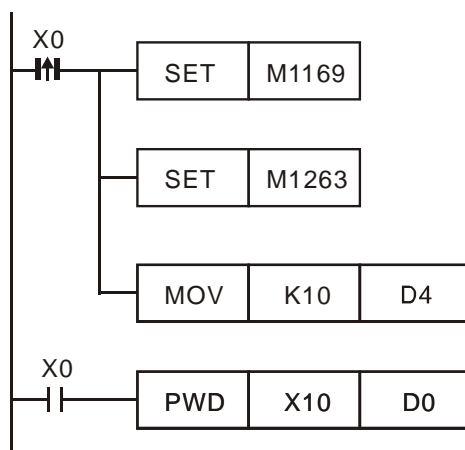 X0
SET M1169
SET M1263
MOV K10 D4
X0
PWD X10 D0